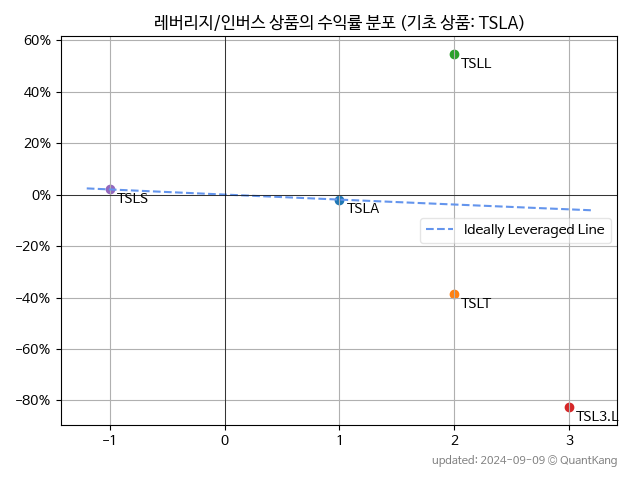 레버리지/인버스 상품의 수익률 분포 (기초 상품: TSLA)
60%
TSLL
40%
20%
0%
TSLS
TSLA
Ideally Leveraged Line
−20%
−40%
TSLT
−60%
−80%
TSL3.L
−1 0 1 2 3
updated: 2024-09-09 © QuantKang